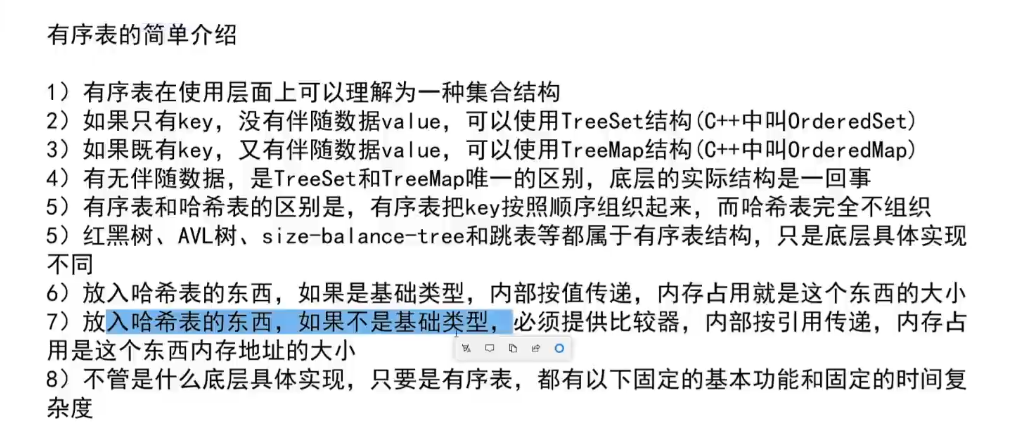 有序表的简单介绍
1）有序表在使用层面上可以理解为一种集合结构
2）如果只有key，没有伴随数据value，可以使用TreeSet结构(C++中叫OrderedSet)
3）如果既有key，又有伴随数据value，可以使用TreeMap结构(C++中叫OrderedMap)
4）有无伴随数据，是TreeSet和TreeMap唯一的区别，底层的实际结构是一回事
5）有序表和哈希表的区别是，有序表把key按照顺序组织起来，而哈希表完全不组织
5）红黑树、AVL树、size-balance-tree和跳表等都属于有序表结构，只是底层具体实现
不同
6）放入哈希表的东西，如果是基础类型，内部按值传递，内存占用就是这个东西的大小
7）放入哈希表的东西，如果不是基础类型，必须提供比较器，内部按引用传递，内存占
用是这个东西内存地址的大小
8）不管是什么底层具体实现，只要是有序表，都有以下固定的基本功能和固定的时间复
杂度